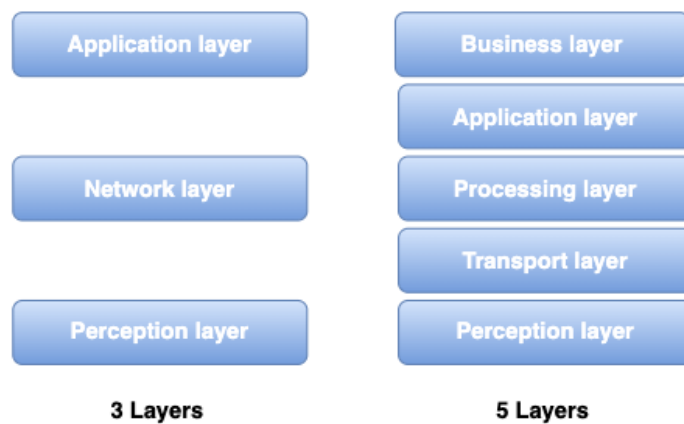 Application layer
Network layer
Perception layer
3 Layers
Business layer
Application layer
Processing layer
Transport layer
Perception layer
5 Layers